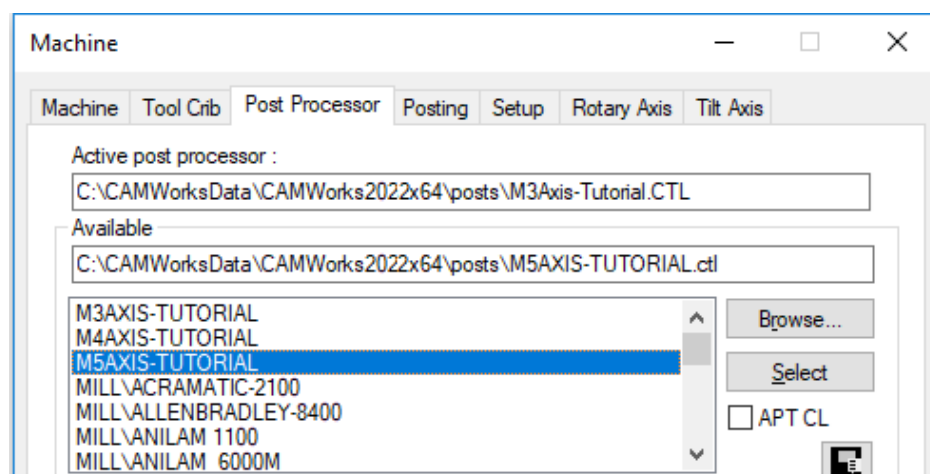 Machine
Machine Tool Crib Post Processor Posting Setup Rotary Axis Tilt Axis
Active post processor :
C:\CAMWorksData\CAMWorks2022x64\posts\M3Axis-Tutorial.CTL
Available
C:\CAMWorksData\CAMWorks2022x64\posts\M5AXIS-TUTORIAL.ctl
M3AXIS-TUTORIAL
Browse...
M4AXIS-TUTORIAL
M5AXIS-TUTORIAL
Select
MILL\ACRAMATIC-2100
MILL\ALLENBRADLEY-8400
APT CL
MILL\ANILAM 1100
MILL\ANILAM 6000M